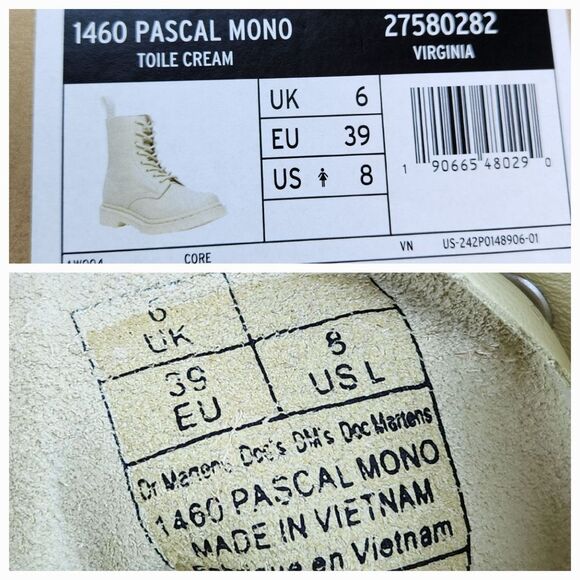 1460 PASCAL MONO 27580282
TOILE CREAM VIRGINIA
UK 6
EU 39
US 8
1 90665 48029 0
VN US-242P0148906-01
CORE
6 UK
39 EU
8 US L
Dr Martens Doc's DM's Doc Martens
1460 PASCAL MONO
MADE IN VIETNAM
en Vietnam